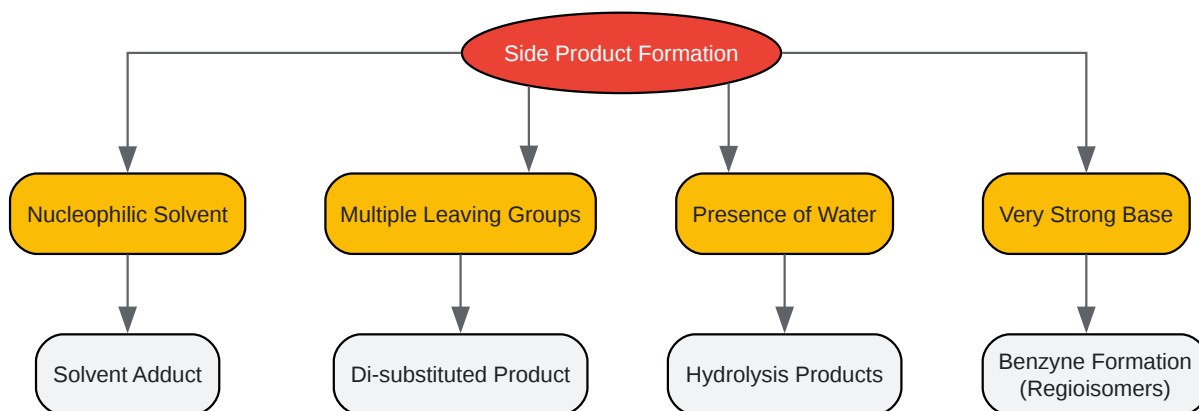 Side Product Formation
Nucleophilic Solvent
Multiple Leaving Groups
Presence of Water
Very Strong Base
Solvent Adduct
Di-substituted Product
Hydrolysis Products
Benzyne Formation
(Regioisomers)